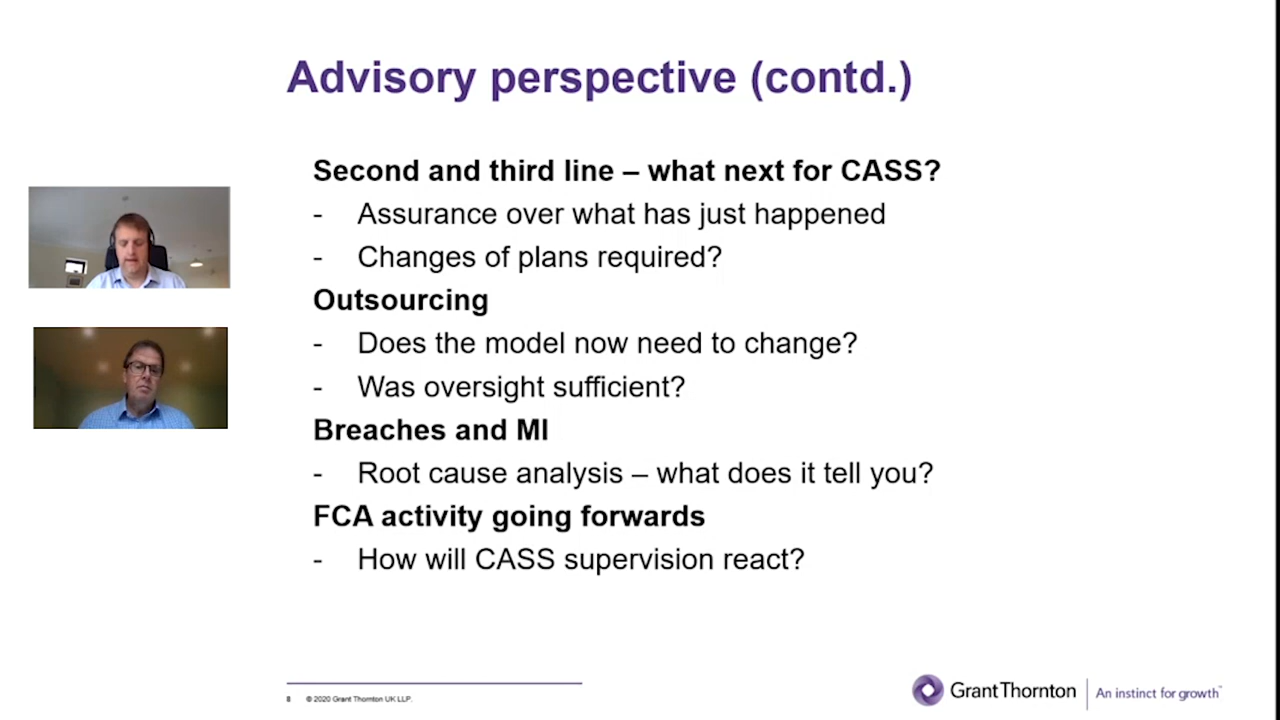 Advisory perspective (contd.)
Second and third line – what next for CASS?
- Assurance over what has just happened
- Changes of plans required?
Outsourcing
- Does the model now need to change?
- Was oversight sufficient?
Breaches and MI
- Root cause analysis – what does it tell you?
FCA activity going forwards
- How will CASS supervision react?
8 © 2020 Grant Thornton UK LLP.
GrantThornton An instinct for growth™